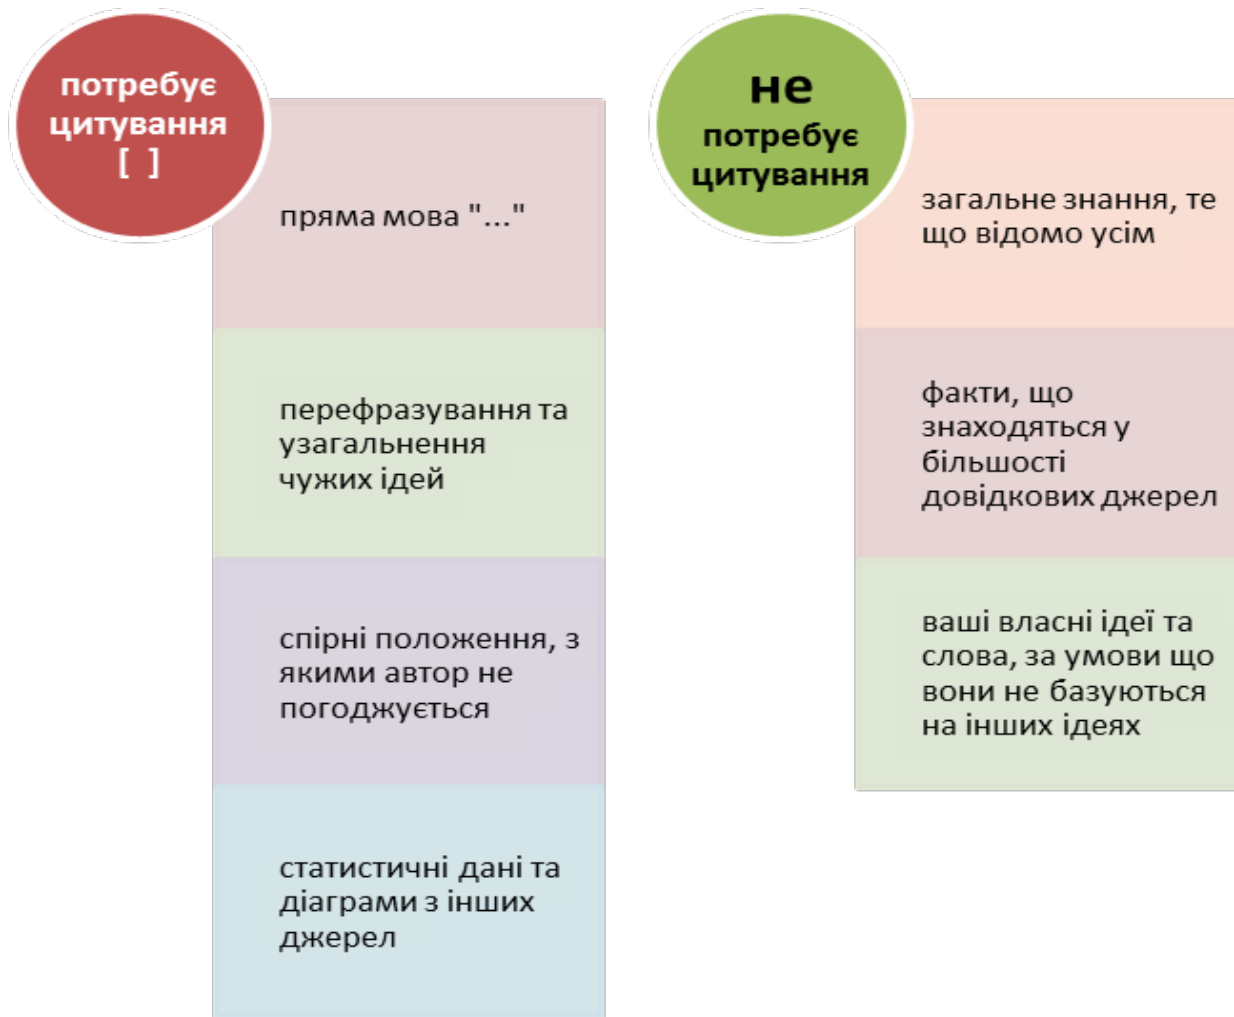 потребує
цитування
[ ]
пряма мова "..."
перефразування та
узагальнення
чужих ідей
спірні положення, з
якими автор не
погоджується
статистичні дані та
діаграми з інших
джерел
не
потребує
цитування
загальне знання, те
що відомо усім
факти, що
знаходяться у
більшості
довідкових джерел
ваші власні ідеї та
слова, за умови що
вони не базуються
на інших ідеях